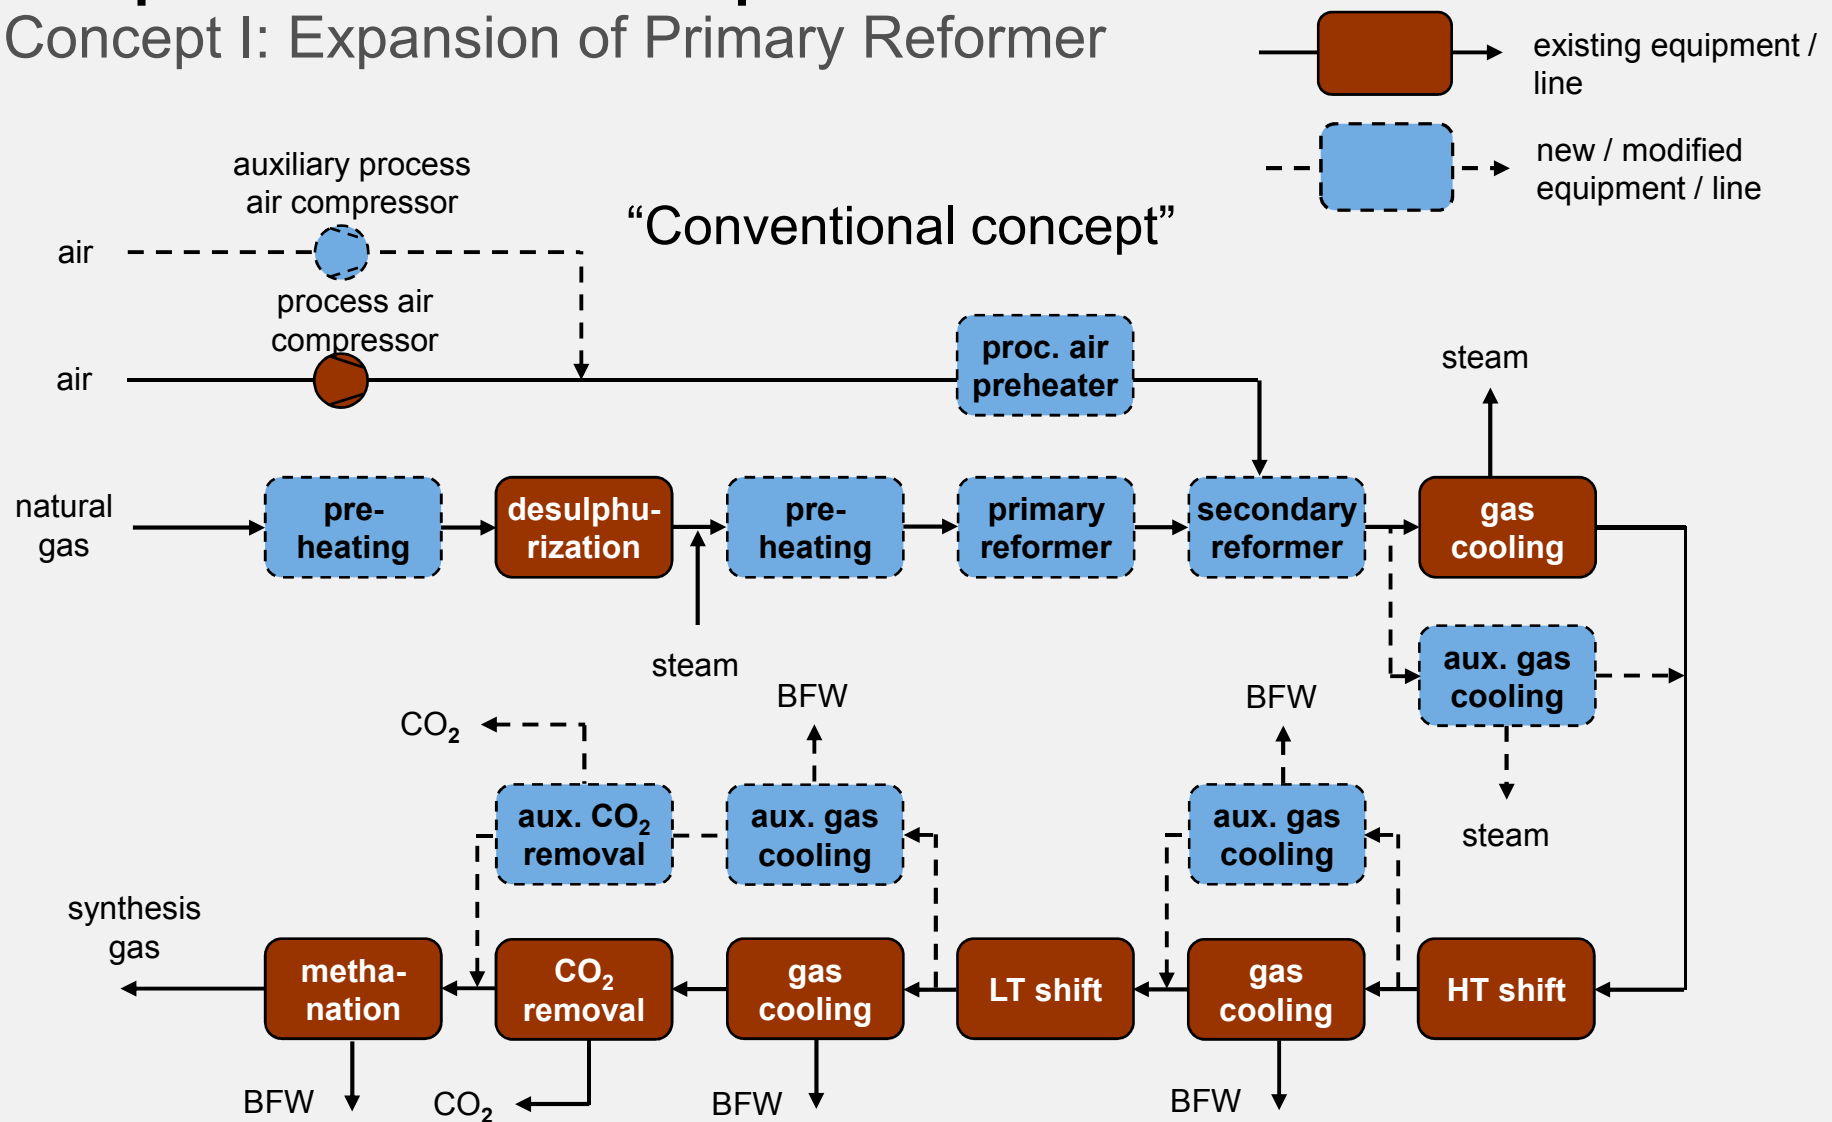 Concept I: Expansion of Primary Reformer
existing equipment /
line
new / modified
equipment / line
auxiliary process
air compressor
“Conventional concept”
air
process air
compressor
air
proc. air
preheater
steam
natural
gas
pre-
heating
desulphu-
rization
pre-
heating
primary
reformer
secondary
reformer
gas
cooling
steam
aux. gas
cooling
steam
BFW
BFW
CO₂
aux. CO₂
removal
aux. gas
cooling
aux. gas
cooling
synthesis
gas
metha-
nation
CO₂
removal
gas
cooling
LT shift
gas
cooling
HT shift
BFW
CO₂
BFW
BFW